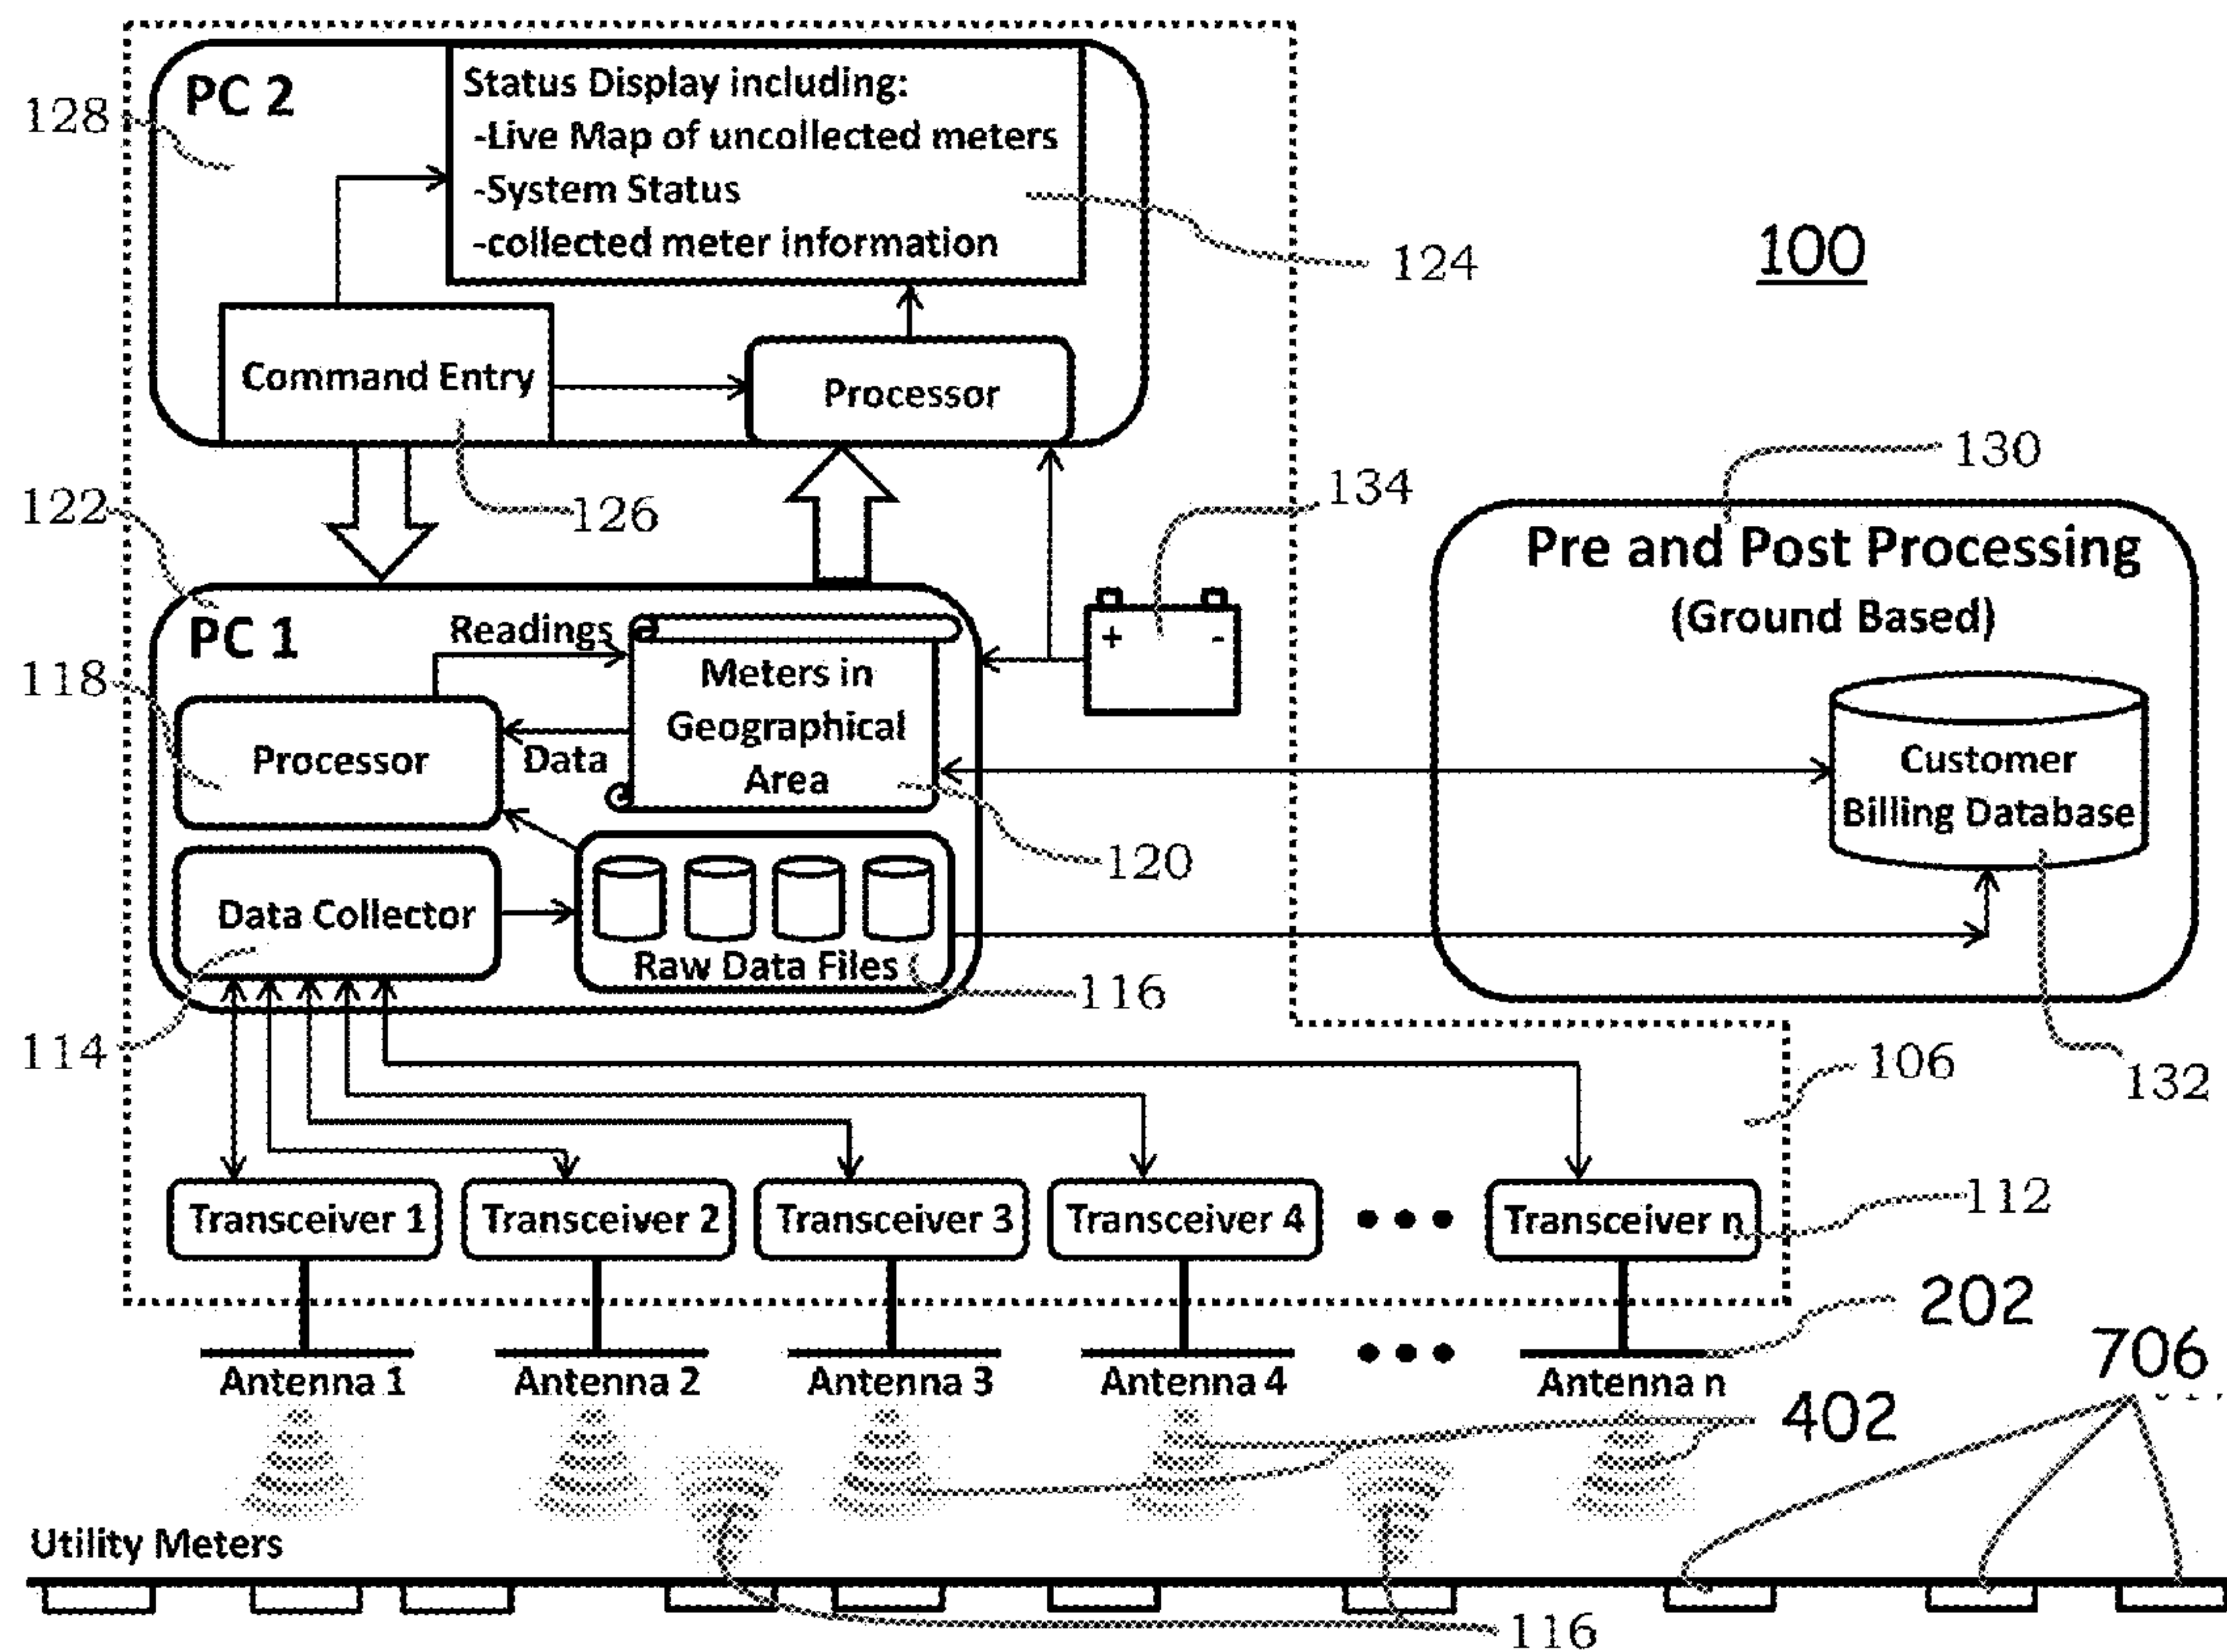 PC 2
Status Display including:
-Live Map of uncollected meters
-System Status
-collected meter information
128
124
100
Command Entry
Processor
126
134
130
122
Pre and Post Processing
(Ground Based)
PC 1
Readings
+
-
Meters in
Geographical
Area
118
Processor
Data
Customer
Billing Database
120
Data Collector
Raw Data Files
116
114
106
132
Transceiver 1
Transceiver 2
Transceiver 3
Transceiver 4
Transceiver n
112
202
706
Antenna 1
Antenna 2
Antenna 3
Antenna 4
Antenna n
402
Utility Meters
116